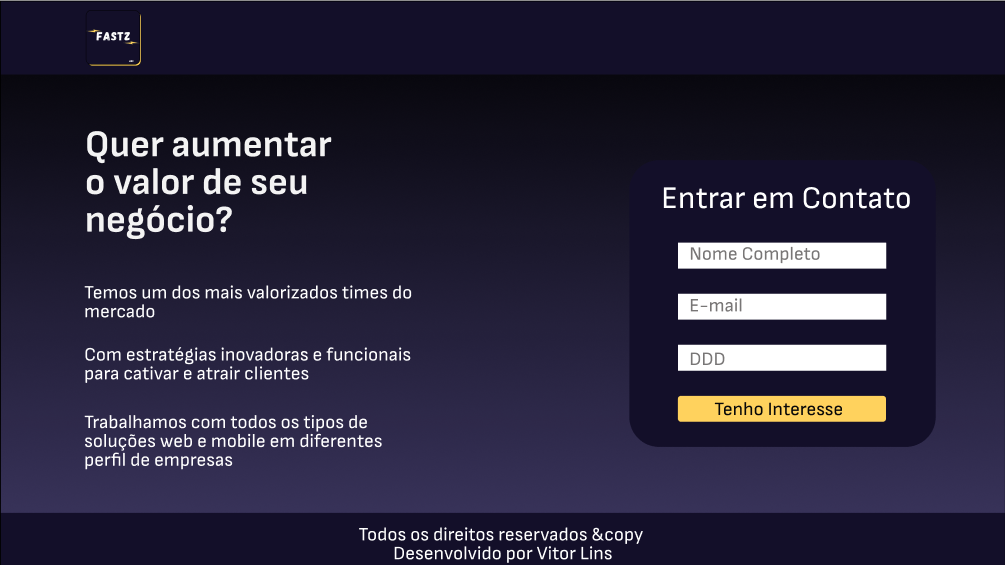 FASTZ
Quer aumentar
o valor de seu
negócio?
Temos um dos mais valorizados times do
mercado
Com estratégias inovadoras e funcionais
para cativar e atrair clientes
Trabalhamos com todos os tipos de
soluções web e mobile em diferentes
perfil de empresas
Entrar em Contato
Nome Completo
E-mail
DDD
Tenho Interesse
Todos os direitos reservados &copy
Desenvolvido por Vitor Lins